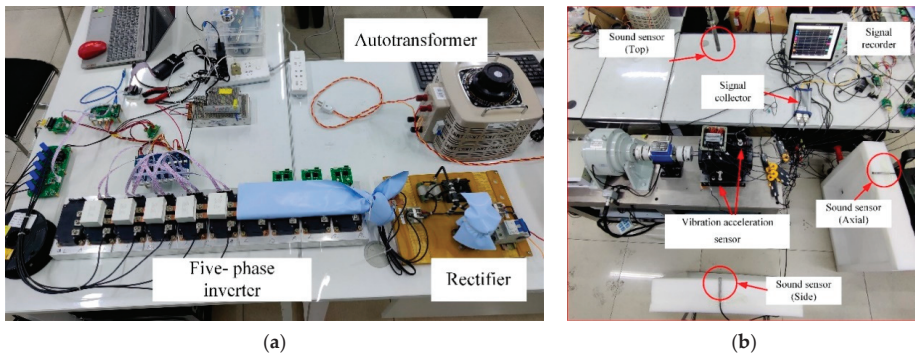 Autotransformer
Five- phase
inverter
Rectifier
Sound sensor
(Top)
Signal
recorder
Signal
collector
Vibration acceleration
sensor
Sound sensor
(Axial)
Sound sensor
(Side)
(a)
(b)